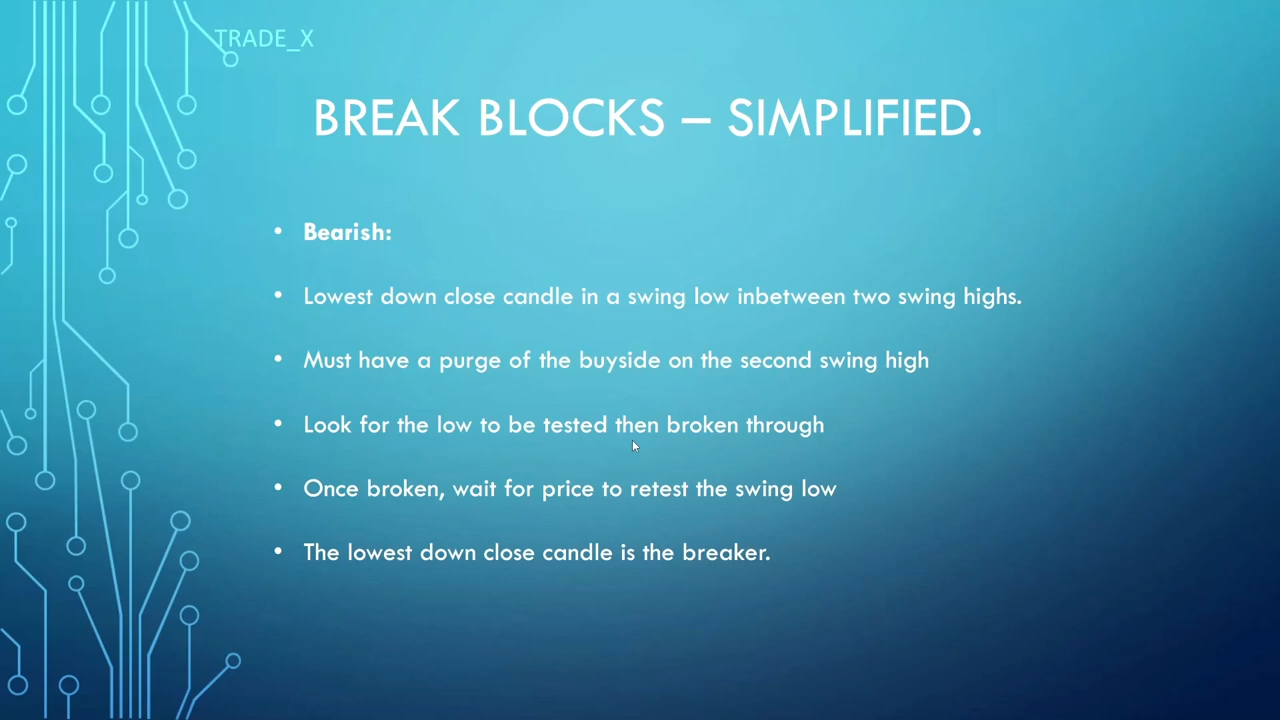 TRADE_X
BREAK BLOCKS – SIMPLIFIED.
• Bearish:
• Lowest down close candle in a swing low inbetween two swing highs.
• Must have a purge of the buyside on the second swing high
• Look for the low to be tested then broken through
• Once broken, wait for price to retest the swing low
• The lowest down close candle is the breaker.